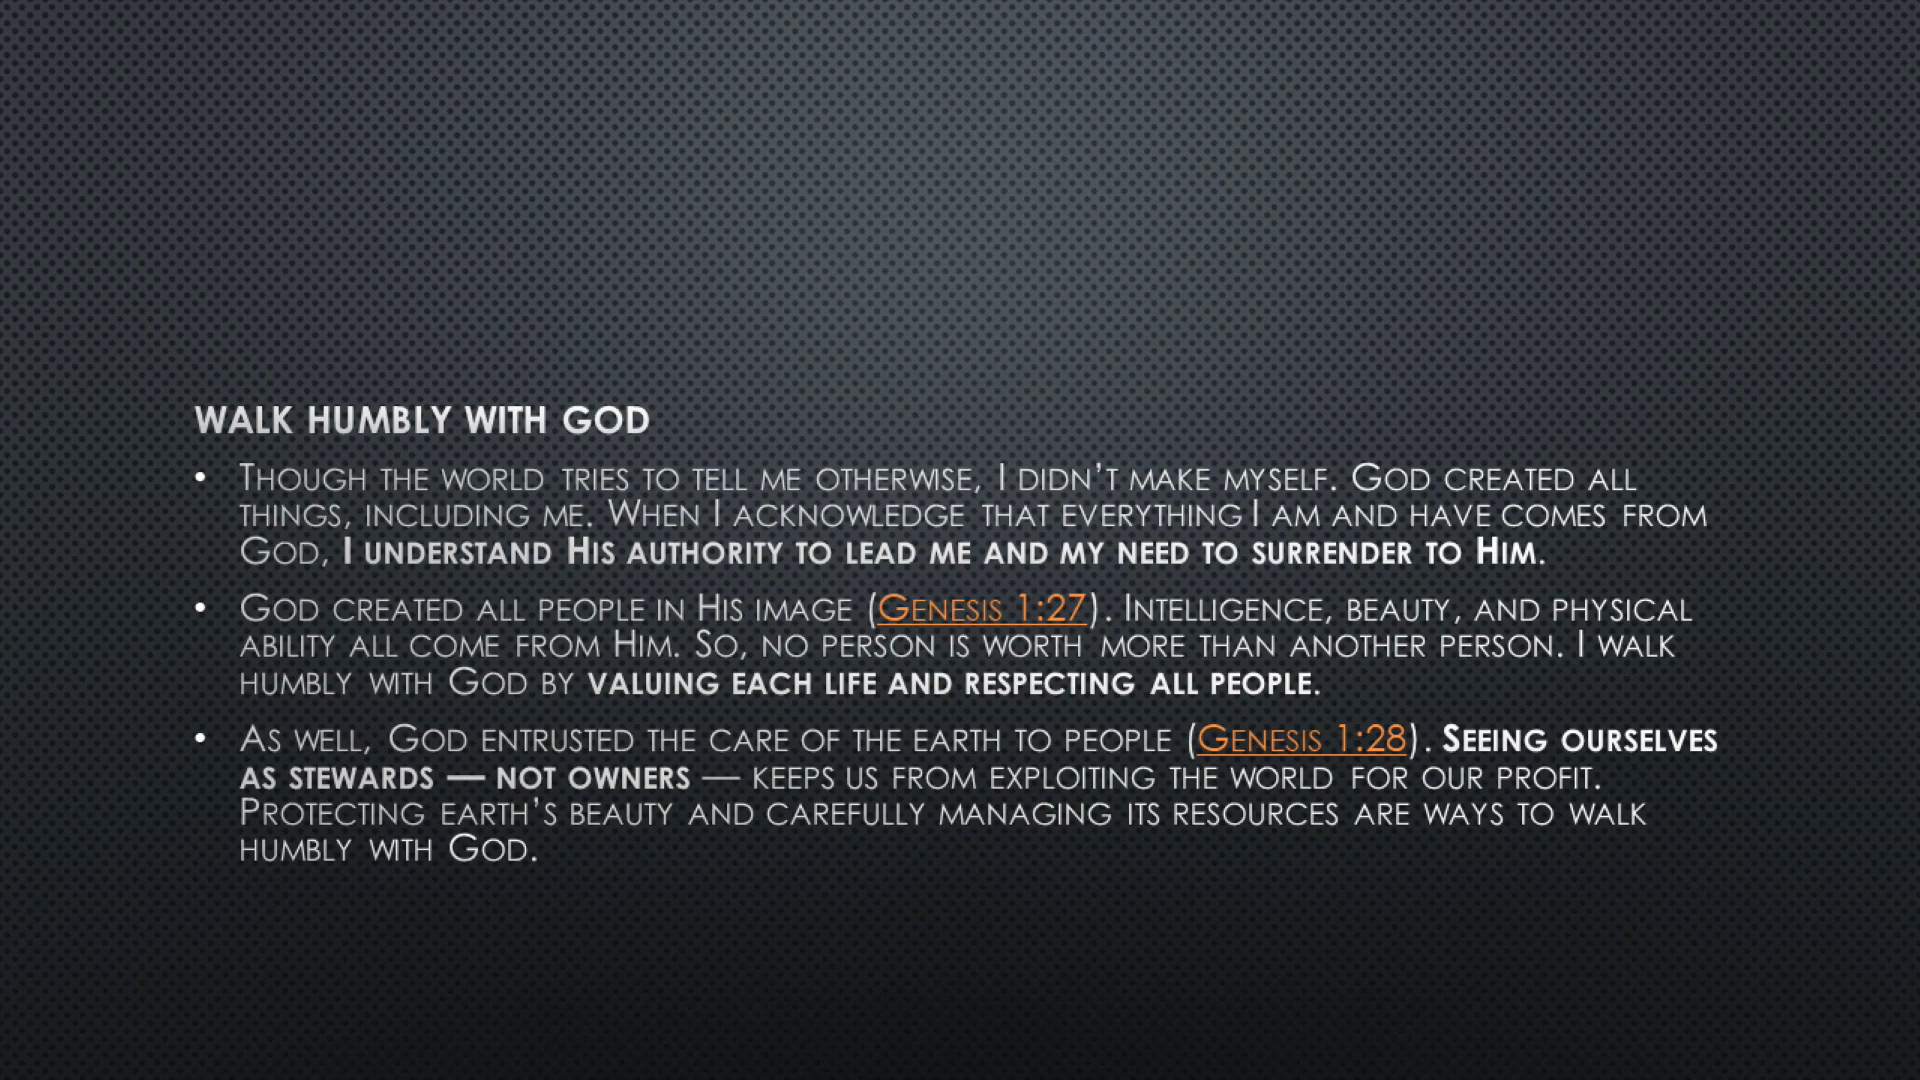 WALK HUMBLY WITH GOD
• Though the world tries to tell me otherwise, I didn’t make myself. God created all
things, including me. When I acknowledge that everything I am and have comes from
God, I understand His authority to lead me and my need to surrender to Him.
• God created all people in His image (Genesis 1:27). Intelligence, beauty, and physical
ability all come from Him. So, no person is worth more than another person. I walk
humbly with God by valuing each life and respecting all people.
• As well, God entrusted the care of the earth to people (Genesis 1:28). Seeing ourselves
as stewards — not owners — keeps us from exploiting the world for our profit.
Protecting earth’s beauty and carefully managing its resources are ways to walk
humbly with God.